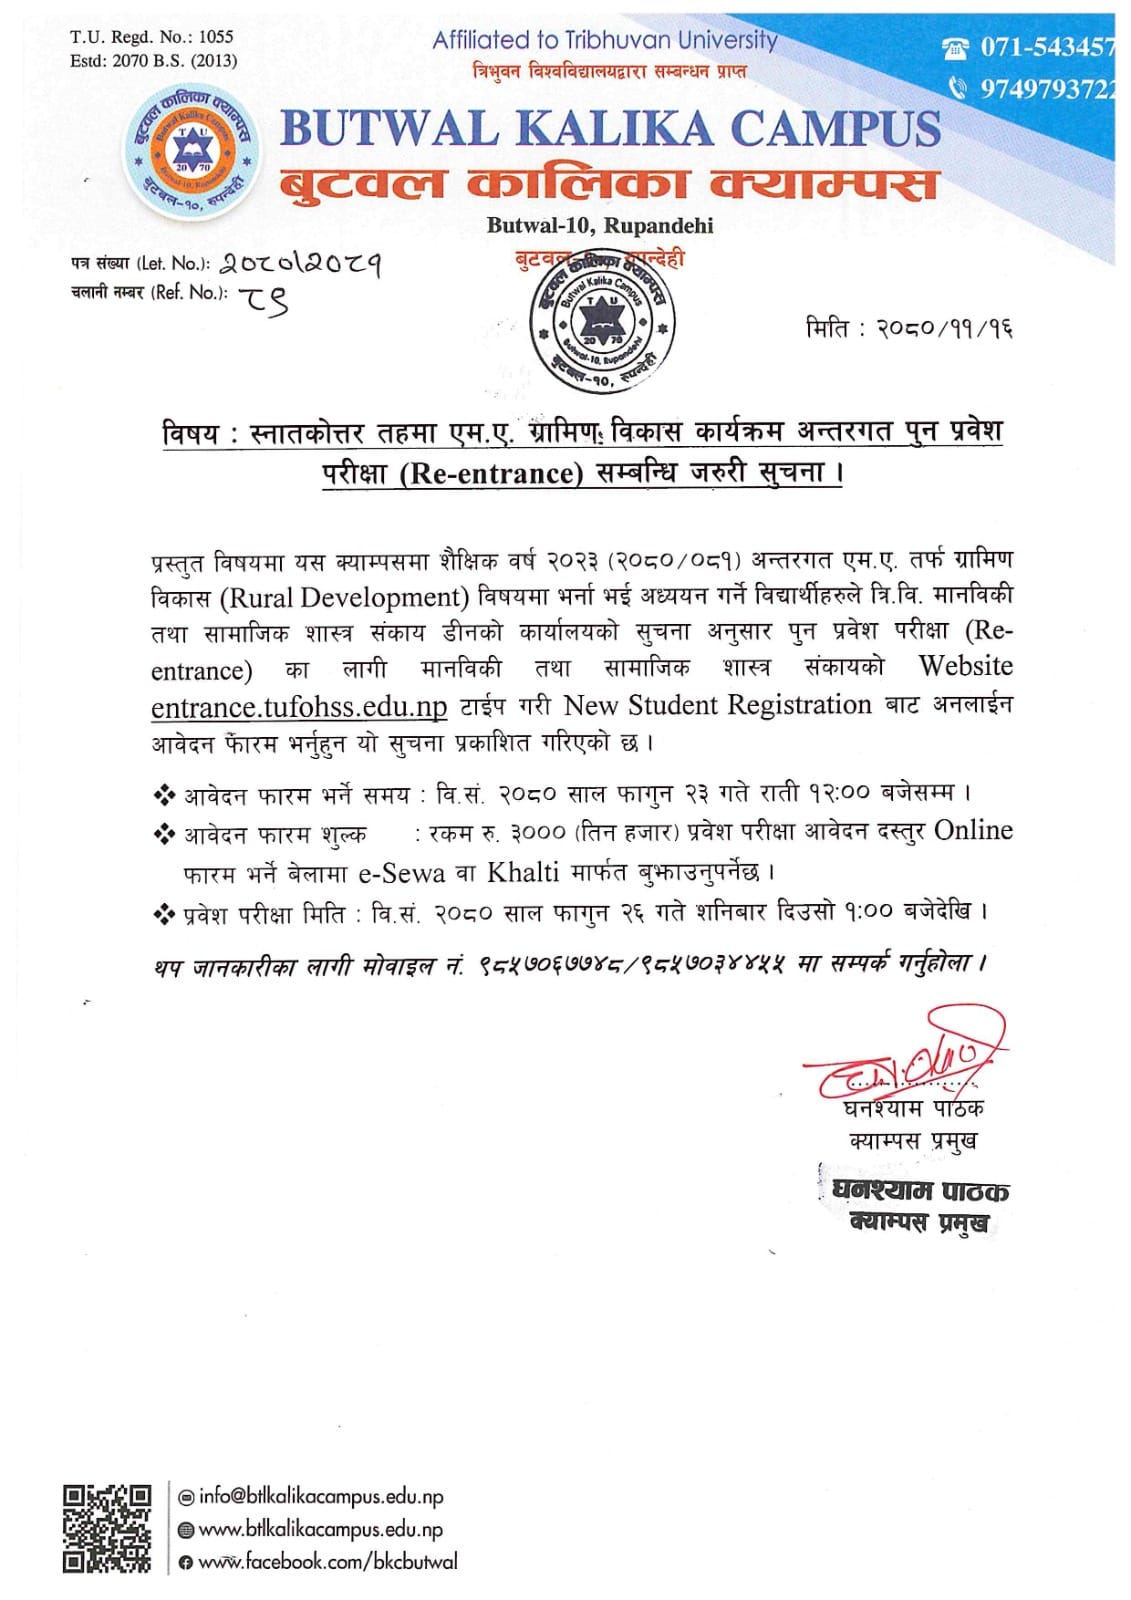 T.U. Regd. No.: 1055
Estd: 2070 B.S. (2013)
Affiliated to Tribhuvan University
त्रिभुवन विश्वविद्यालयद्वारा सम्बन्धन प्राप्त
071-543457
9749793722
BUTWAL KALIKA CAMPUS
बुटवल कालिका क्याम्पस
Butwal-10, Rupandehi
बुटवल कालिका क्याम्पस
Butwal Kalika Campus
T U
20 70
Butwal-10, Rupandehi
बुटवल-१०, रुपन्देही
पत्र संख्या (Let. No.): २०८०/२०८१
चलानी नम्बर (Ref. No.): ८९
बुटवल कालिका क्याम्पस
Butwal Kalika Campus
T U
20 70
Butwal-10, Rupandehi
बुटवल-१०, रुपन्देही
मिति : २०८०/११/१६
विषय : स्नातकोत्तर तहमा एम.ए. ग्रामिण विकास कार्यक्रम अन्तरगत पुन प्रवेश
परीक्षा (Re-entrance) सम्बन्धि जरुरी सुचना ।
प्रस्तुत विषयमा यस क्याम्पसमा शैक्षिक वर्ष २०२३ (२०८०/०८१) अन्तरगत एम.ए. तर्फ ग्रामिण
विकास (Rural Development) विषयमा भर्ना भई अध्ययन गर्ने विद्यार्थीहरुले त्रि.वि. मानविकी
तथा सामाजिक शास्त्र संकाय डीनको कार्यालयको सुचना अनुसार पुन प्रवेश परीक्षा (Re-
entrance) का लागी मानविकी तथा सामाजिक शास्त्र संकायको Website
entrance.tufohss.edu.np टाईप गरी New Student Registration बाट अनलाईन
आवेदन फॅारम भर्नुहुन यो सुचना प्रकाशित गरिएको छ ।
❖ आवेदन फारम भर्ने समय : वि.सं. २०८० साल फागुन २३ गते राती १२:०० बजेसम्म ।
❖ आवेदन फारम शुल्क : रकम रु. ३००० (तिन हजार) प्रवेश परीक्षा आवेदन दस्तुर Online
फारम भर्ने बेलामा e-Sewa वा Khalti मार्फत बुझाउनुपर्नेछ ।
❖ प्रवेश परीक्षा मिति : वि.सं. २०८० साल फागुन २६ गते शनिबार दिउसो १:०० बजेदेखि ।
थप जानकारीका लागी मोवाइल नं. ९८५७०६७७४८/९८५७०३४४५५ मा सम्पर्क गर्नुहोला ।
घनश्याम पाठक
क्याम्पस प्रमुख
घनश्याम पाठक
क्याम्पस प्रमुख
info@btlkalikacampus.edu.np
www.btlkalikacampus.edu.np
www.facebook.com/bkcbutwal